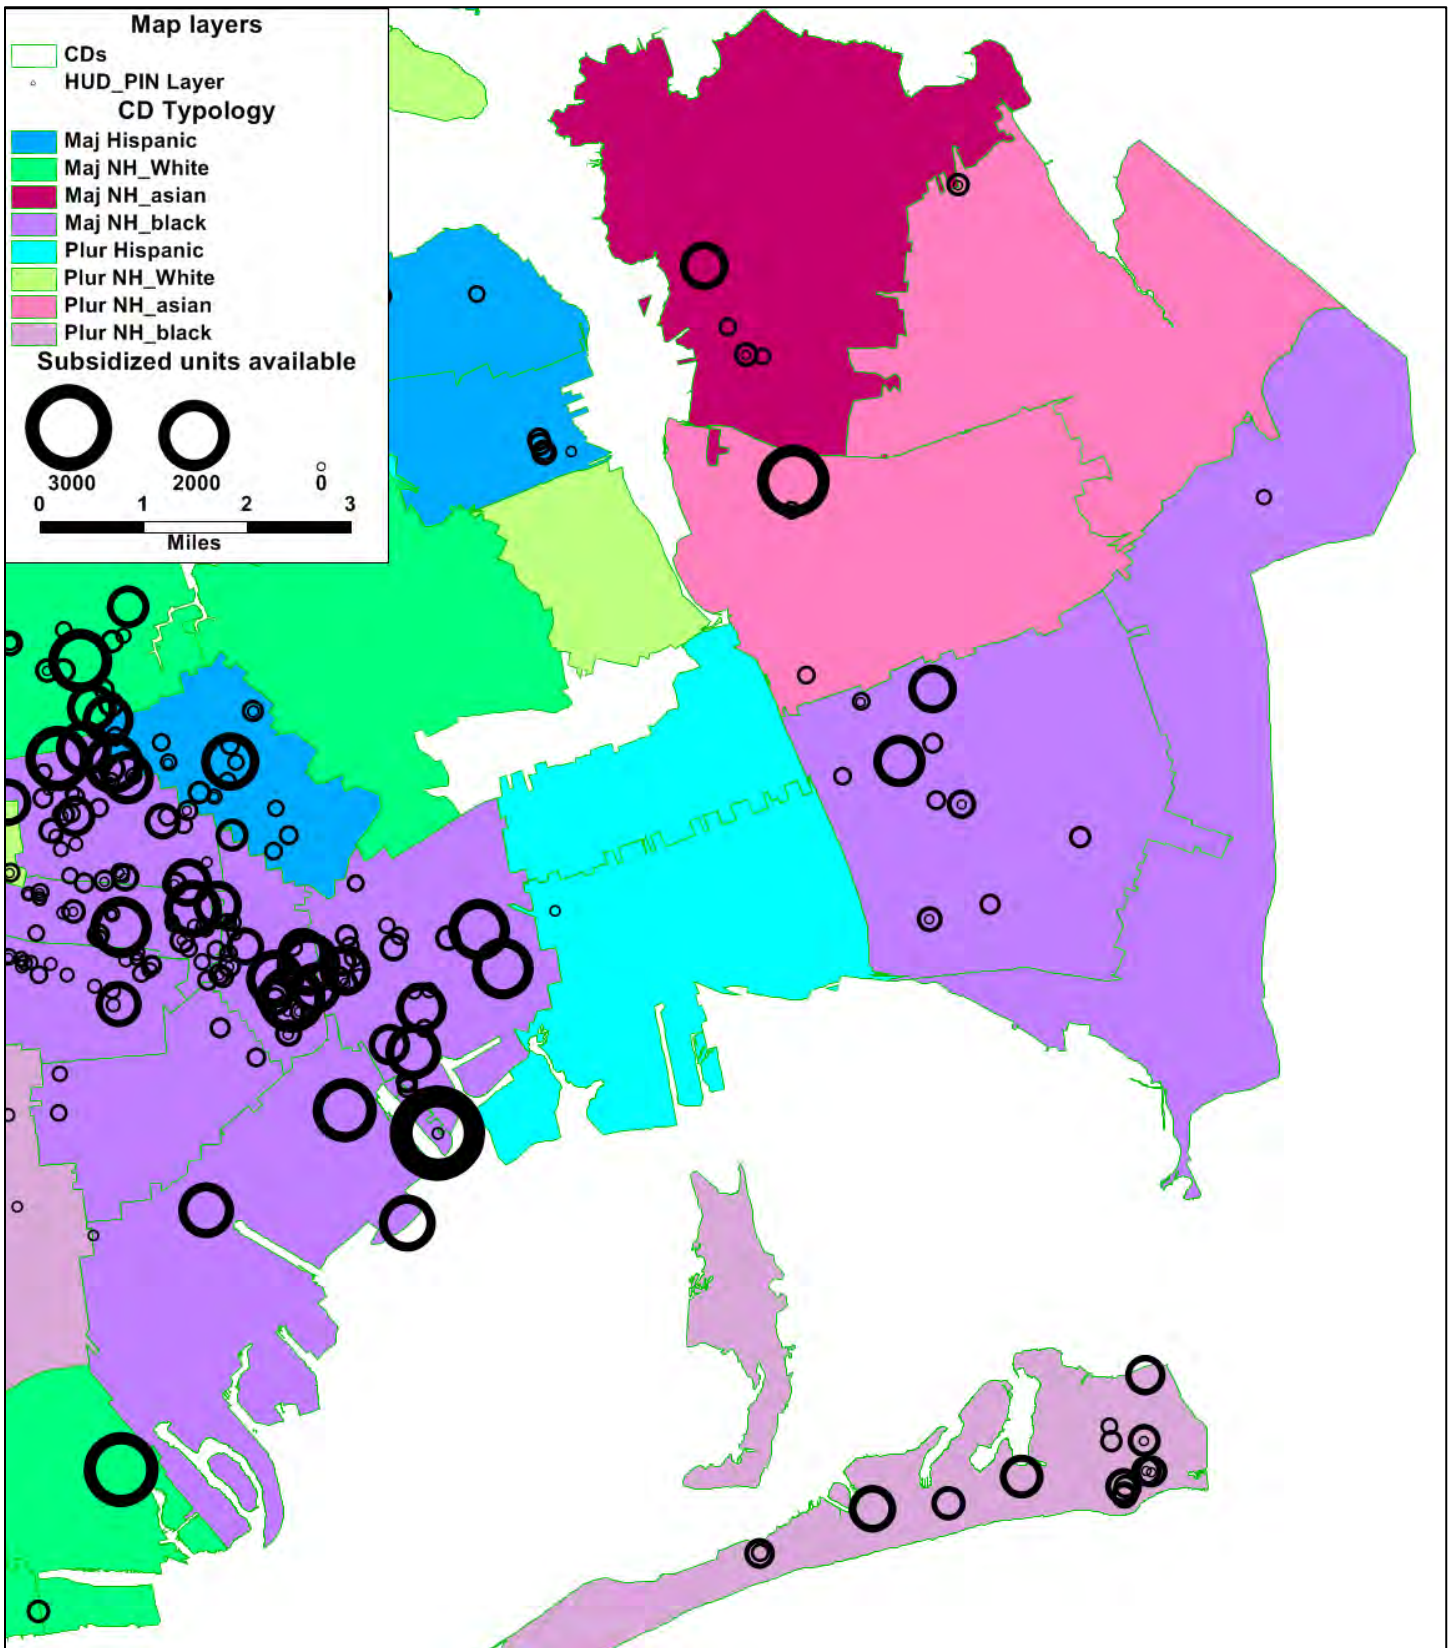 Map layers
CDs
HUD_PIN Layer
CD Typology
Maj Hispanic
Maj NH_White
Maj NH_asian
Maj NH_black
Plur Hispanic
Plur NH_White
Plur NH_asian
Plur NH_black
Subsidized units available
3000 2000 0
0 1 2 3
Miles